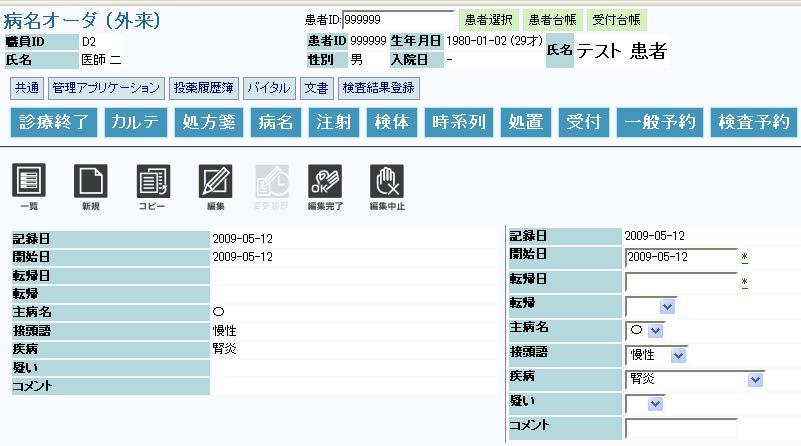 病名オーダ（外来）
患者ID: 999999 患者選択 患者台帳 受付台帳
職員ID D2 患者ID 999999 生年月日 1980-01-02 (29才) 氏名 テスト 患者
氏名 医師 二 性別 男 入院日 -
共通 管理アプリケーション 投薬履歴簿 バイタル 文書 検査結果登録
診療終了 カルテ 処方箋 病名 注射 検体 時系列 処置 受付 一般予約 検査予約
OK
一覧 新規 コピー 編集 変更履歴 編集完了 編集中止
記録日 2009-05-12
開始日 2009-05-12
転帰日
転帰
主病名 ○
接頭語 慢性
疾病 腎炎
疑い
コメント
記録日 2009-05-12
開始日 2009-05-12 *
転帰日 *
転帰
主病名 ○
接頭語 慢性
疾病 腎炎
疑い
コメント